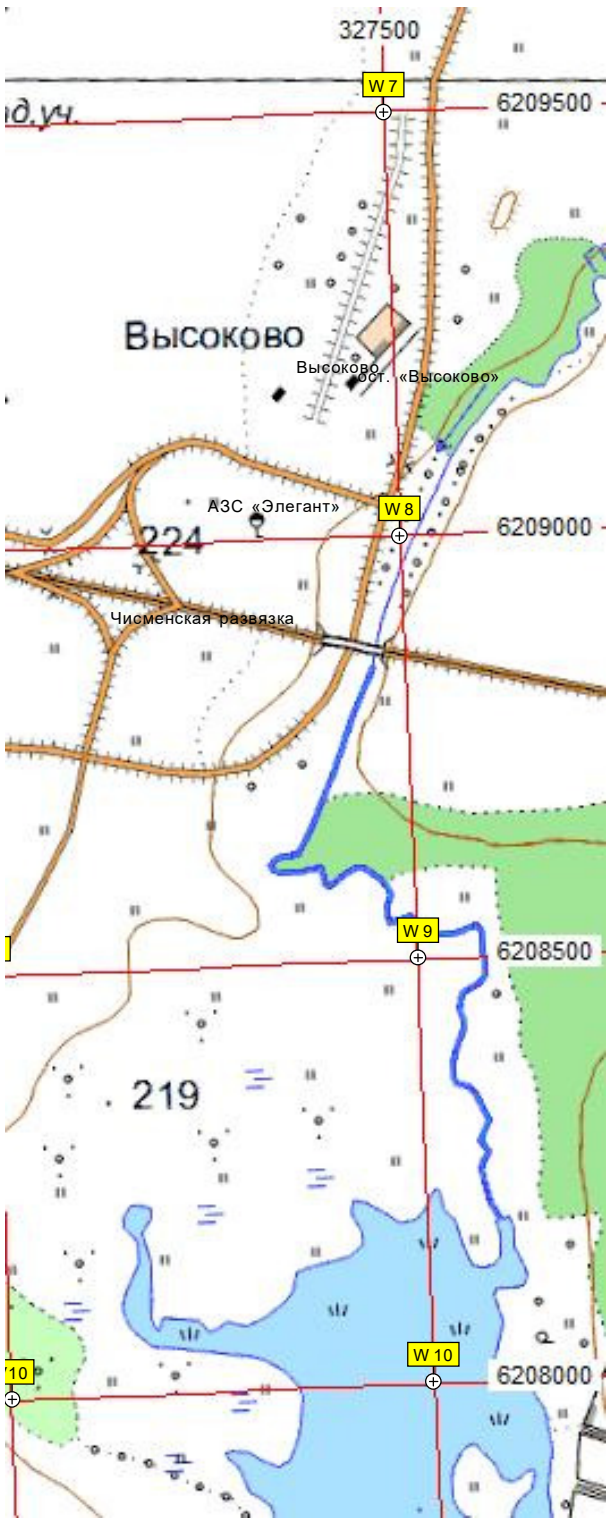 327500
W 7
6209500
од.уч.
Высоково
Высоково
ост. «Высоково»
АЗС «Элегант»
W 8
6209000
224
Чисменская развязка
W 9
6208500
219
W 10
10
6208000